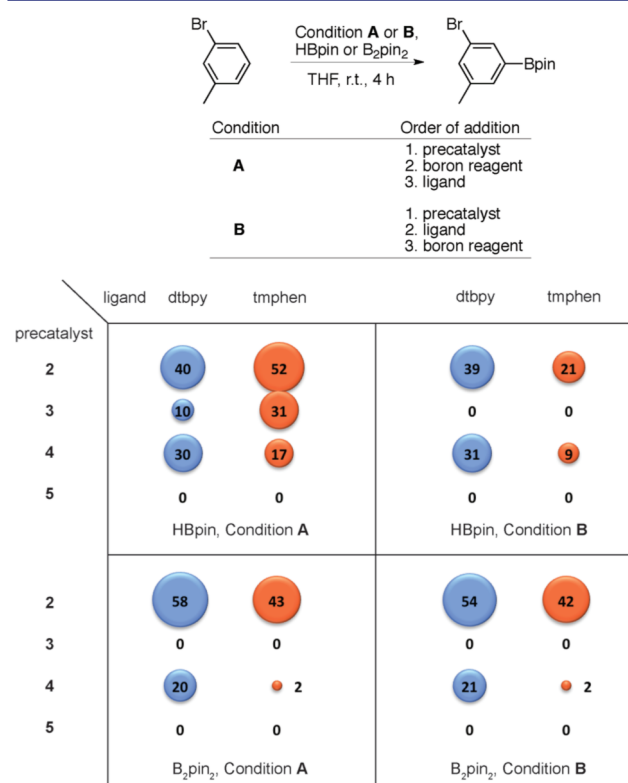 Br
Condition A or B,
HBpin or B₂pin₂
THF, r.t., 4 h
Br
Bpin
Condition Order of addition
A
1. precatalyst
2. boron reagent
3. ligand
B
1. precatalyst
2. ligand
3. boron reagent
ligand dtbpy tmphen dtbpy tmphen
precatalyst
2 40 52 39 21
3 10 31 0 0
4 30 17 31 9
5 0 0 0 0
HBpin, Condition A HBpin, Condition B
2 58 43 54 42
3 0 0 0 0
4 20 2 21 2
5 0 0 0 0
B₂pin₂, Condition A B₂pin₂, Condition B